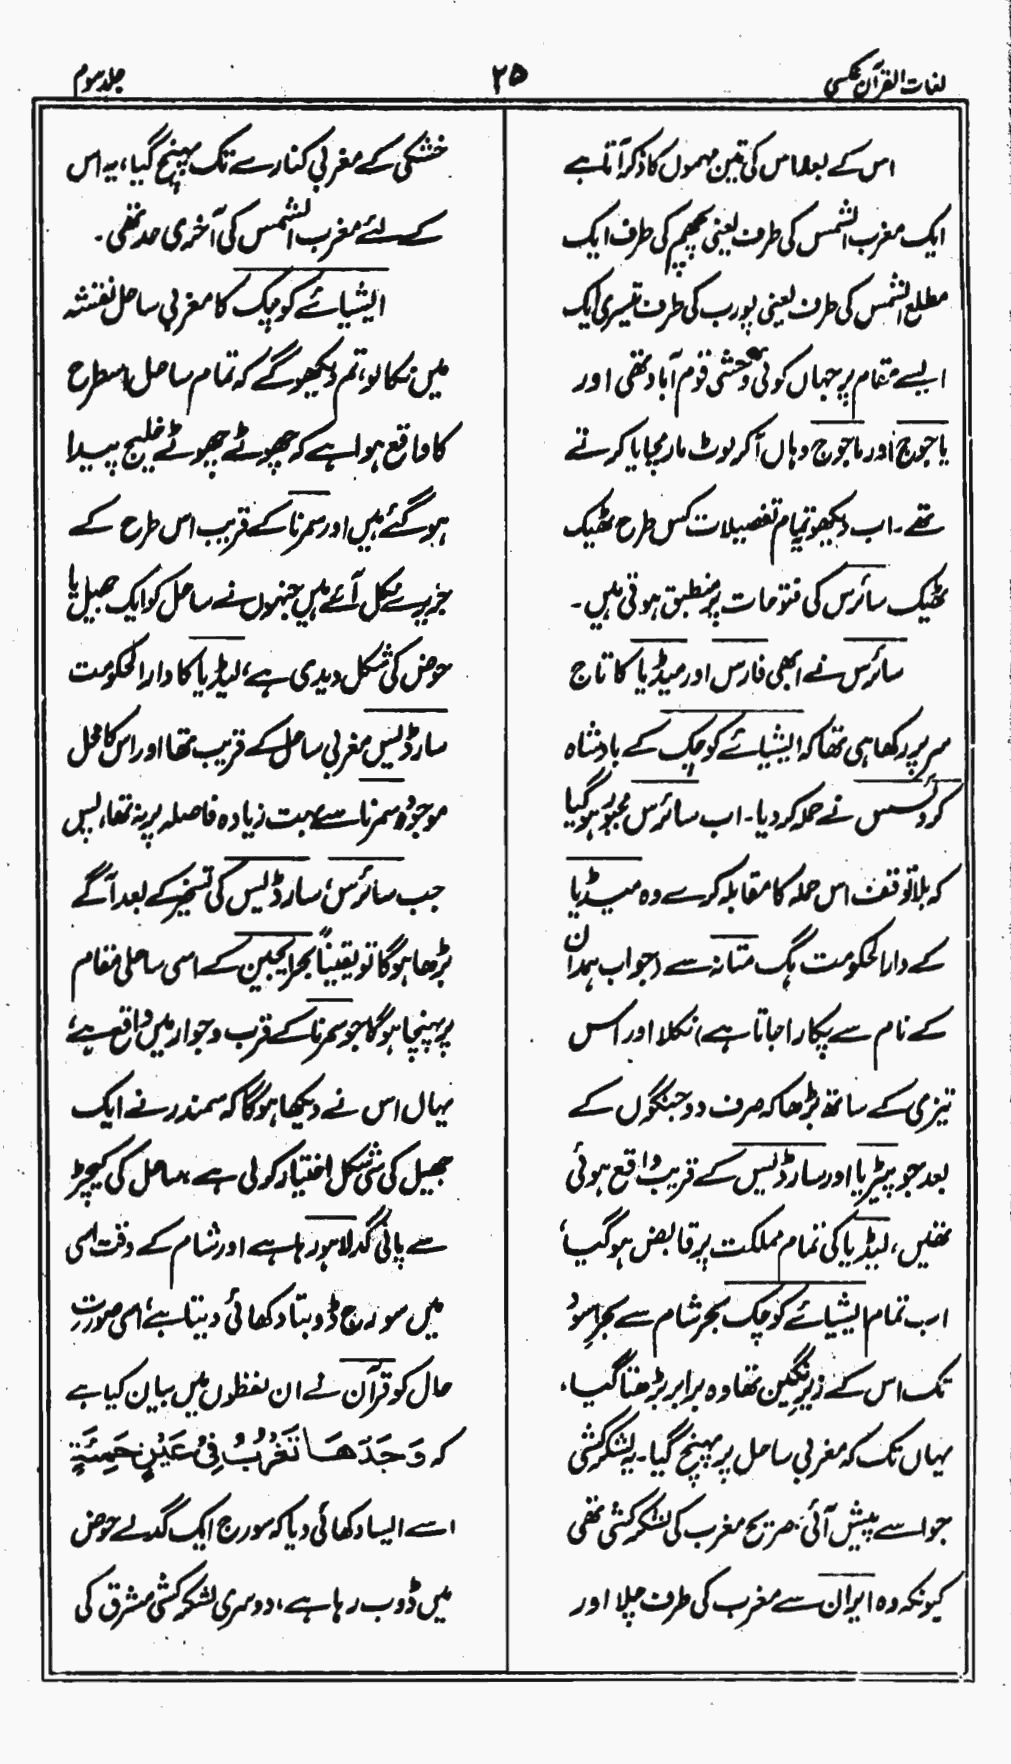 لغات القرآن عکسی
۲۵
جلد سوم
اس کے بعد اس کی تین مہموں کا ذکر آتا ہے
ایک مغرب الشمس کی طرف یعنی پچھم کی طرف ایک
مطلع الشمس کی طرف یعنی پورب کی طرف تیسری ایک
ایسے مقام پر جہاں کوئی وحشی قوم آباد تھی اور
یاجوج اور ماجوج وہاں آکر لوٹ مار مچایا کرتے
تھے۔ اب دیکھو یہ تمام تفصیلات کس طرح ٹھیک
ٹھیک سائرس کی فتوحات پر منطبق ہوتی ہیں۔
سائرس نے ابھی فارس اور میڈیا کا تاج
سر پر رکھا ہی تھا کہ ایشیائے کوچک کے بادشاہ
کروئسس نے حملہ کر دیا۔ اب سائرس مجبور ہو گیا
کہ بلا توقف اس حملہ کا مقابلہ کرے وہ میڈیا
کے دارالحکومت ہگ متانہ سے (جو اب ہمدان
کے نام سے پکارا جاتا ہے) نکلا اور اس
تیزی کے ساتھ بڑھا کہ صرف دو جنگوں کے
بعد جو پیٹریا اور سارڈیس کے قریب واقع ہوئی
تھیں، لیڈیا کی تمام مملکت پر قابض ہو گیا،
اب تمام ایشیائے کوچک بحر شام سے بحر اسود
تک اس کے زیر نگین تھا وہ برابر بڑھتا گیا،
یہاں تک کہ مغربی ساحل پر پہنچ گیا۔ یہ لشکر کشی
جو اسے پیش آئی صریح مغرب کی لشکر کشی تھی
کیونکہ وہ ایران سے مغرب کی طرف چلا اور
خشکی کے مغربی کنارے تک پہنچ گیا، یہ اس
کے لئے مغرب الشمس کی آخری حد تھی۔
ایشیائے کوچک کا مغربی ساحل نقشہ
میں نکالو، تم دیکھو گے کہ تمام ساحل اسطرح
کا واقع ہوا ہے کہ چھوٹے چھوٹے خلیج پیدا
ہو گئے ہیں اور سمرنا کے قریب اس طرح کے
جزیرے نکل آئے ہیں جنہوں نے ساحل کو ایک جھیل یا
حوض کی شکل دیدی ہے، لیڈیا کا دارالحکومت
سارڈیس مغربی ساحل کے قریب تھا اور اس کا محل
موجودہ سمرنا سے بہت زیادہ فاصلہ پر نہ تھا، پس
جب سائرس، سارڈیس کی تسخیر کے بعد آگے
بڑھا ہوگا تو یقیناً بحر ایجین کے اسی ساحلی مقام
پر پہنچا ہوگا جو سمرنا کے قرب وجوار میں واقع ہے،
یہاں اس نے دیکھا ہوگا کہ سمندر نے ایک
جھیل کی سی شکل اختیار کر لی ہے، ساحل کی کیچڑ
سے پانی گدلا ہو رہا ہے اور شام کے وقت اسی
میں سورج ڈوبتا دکھائی دیتا ہے، اسی صورت
حال کو قرآن نے ان لفظوں میں بیان کیا ہے
کہ وَجَدَهَا تَغْرُبُ فِيْ عَيْنٍ حَمِئَةٍ
اسے ایسا دکھائی دیا کہ سورج ایک گدلے حوض
میں ڈوب رہا ہے، دوسری لشکر کشی مشرق کی